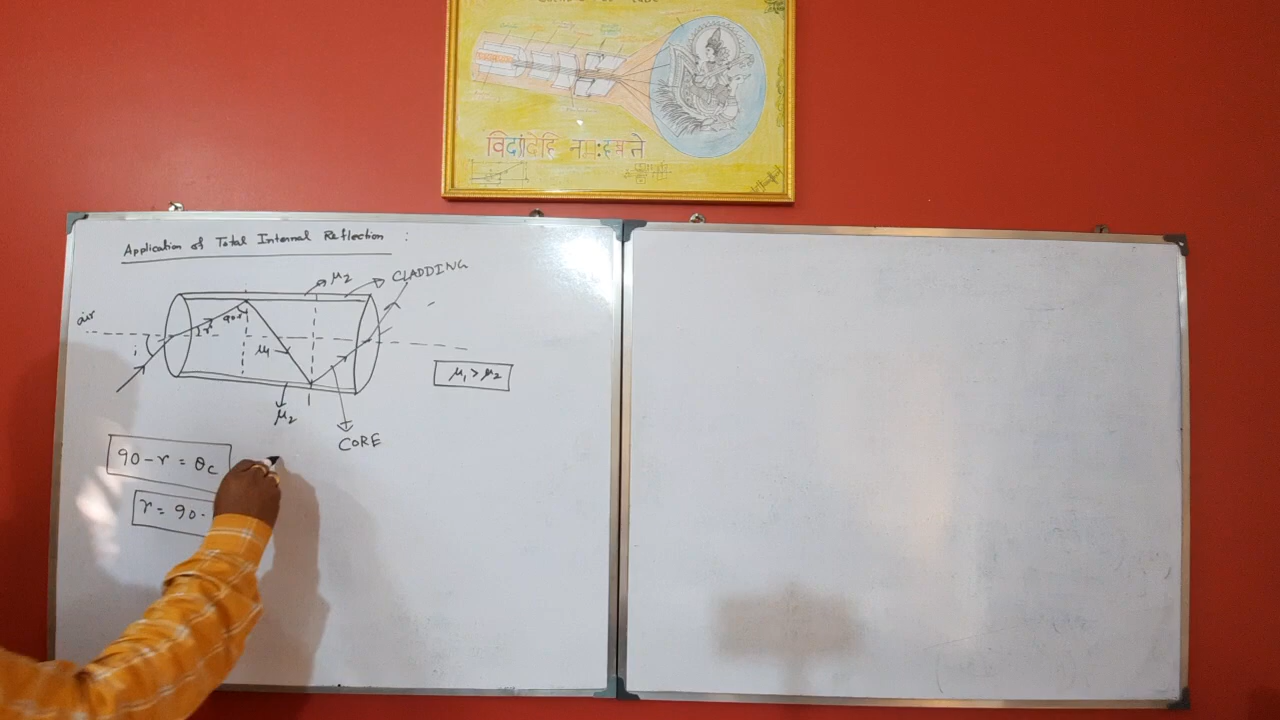 विद्यां देहि नमःस्तुते
Application of Total Internal Reflection :
μ2
CLADDING
air
r
90-r
i
μ1
μ1 > μ2
μ2
CORE
90-r = θc
r = 90-